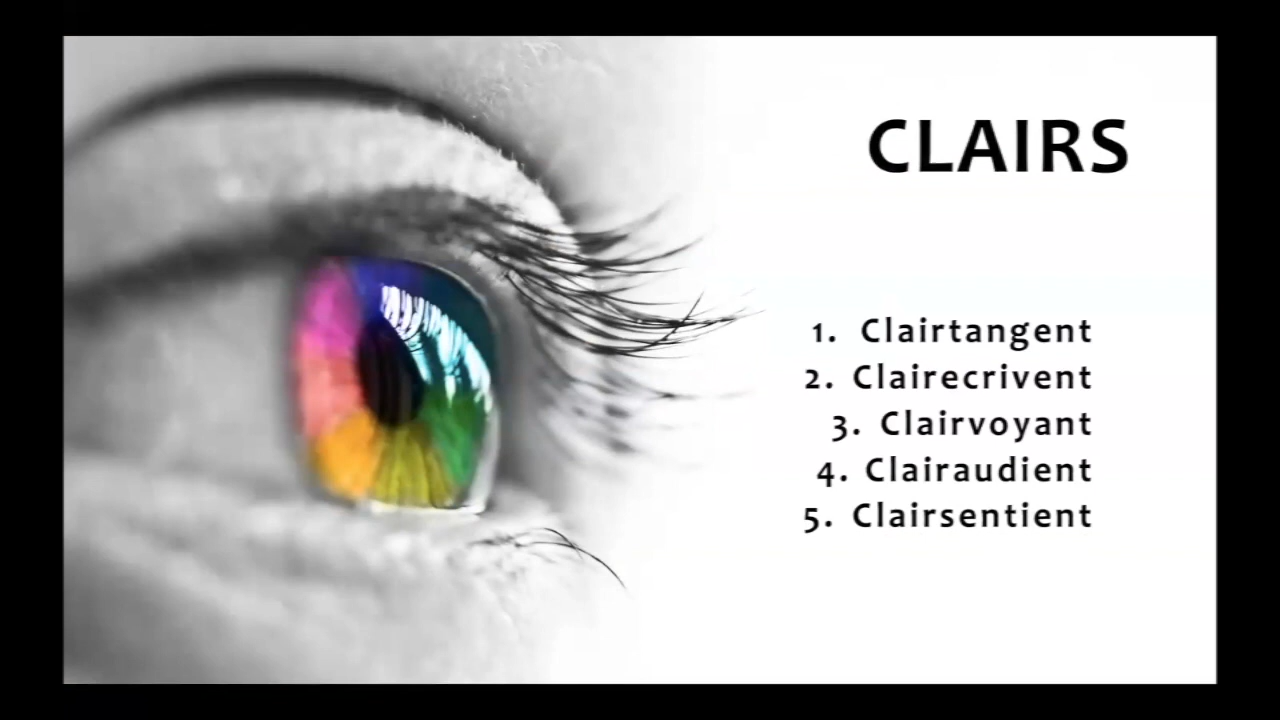 CLAIRS
1. Clairtangent
2. Clairecrivent
3. Clairvoyant
4. Clairaudient
5. Clairsentient